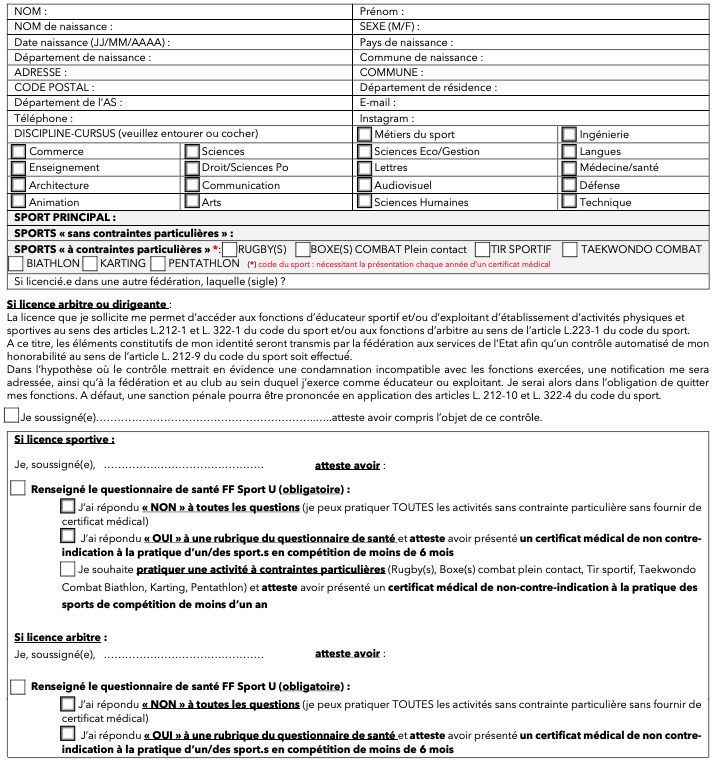 NOM : Prénom :
NOM de naissance : SEXE (M/F) :
Date naissance (JJ/MM/AAAA) : Pays de naissance :
Département de naissance : Commune de naissance :
ADRESSE : COMMUNE :
CODE POSTAL : Département de résidence :
Département de l'AS : E-mail :
Téléphone : Instagram :
DISCIPLINE-CURSUS (veuillez entourer ou cocher) Métiers du sport Ingénierie
Commerce Sciences Sciences Eco/Gestion Langues
Enseignement Droit/Sciences Po Lettres Médecine/santé
Architecture Communication Audiovisuel Défense
Animation Arts Sciences Humaines Technique
SPORT PRINCIPAL :
SPORTS « sans contraintes particulières » :
SPORTS « à contraintes particulières » *: RUGBY(S) BOXE(S) COMBAT Plein contact TIR SPORTIF TAEKWONDO COMBAT
BIATHLON KARTING PENTATHLON (*) code du sport : nécessitant la présentation chaque année d'un certificat médical
Si licencié.e dans une autre fédération, laquelle (sigle) ?
Si licence arbitre ou dirigeante :
La licence que je sollicite me permet d'accéder aux fonctions d'éducateur sportif et/ou d'exploitant d'établissement d'activités physiques et
sportives au sens des articles L.212-1 et L. 322-1 du code du sport et/ou aux fonctions d'arbitre au sens de l'article L.223-1 du code du sport.
A ce titre, les éléments constitutifs de mon identité seront transmis par la fédération aux services de l'Etat afin qu'un contrôle automatisé de mon
honorabilité au sens de l'article L. 212-9 du code du sport soit effectué.
Dans l'hypothèse où le contrôle mettrait en évidence une condamnation incompatible avec les fonctions exercées, une notification me sera
adressée, ainsi qu'à la fédération et au club au sein duquel j'exerce comme éducateur ou exploitant. Je serai alors dans l'obligation de quitter
mes fonctions. A défaut, une sanction pénale pourra être prononcée en application des articles L. 212-10 et L. 322-4 du code du sport.
Je soussigné(e)……………………………………………………..…..atteste avoir compris l'objet de ce contrôle.
Si licence sportive :
Je, soussigné(e), ……………………………………… atteste avoir :
Renseigné le questionnaire de santé FF Sport U (obligatoire) :
J'ai répondu « NON » à toutes les questions (je peux pratiquer TOUTES les activités sans contrainte particulière sans fournir de
certificat médical)
J'ai répondu « OUI » à une rubrique du questionnaire de santé et atteste avoir présenté un certificat médical de non contre-
indication à la pratique d'un/des sport.s en compétition de moins de 6 mois
Je souhaite pratiquer une activité à contraintes particulières (Rugby(s), Boxe(s) combat plein contact, Tir sportif, Taekwondo
Combat Biathlon, Karting, Pentathlon) et atteste avoir présenté un certificat médical de non-contre-indication à la pratique des
sports de compétition de moins d'un an
Si licence arbitre :
Je, soussigné(e), ……………………………………… atteste avoir :
Renseigné le questionnaire de santé FF Sport U (obligatoire) :
J'ai répondu « NON » à toutes les questions (je peux pratiquer TOUTES les activités sans contrainte particulière sans fournir de
certificat médical)
J'ai répondu « OUI » à une rubrique du questionnaire de santé et atteste avoir présenté un certificat médical de non contre-
indication à la pratique d'un/des sport.s en compétition de moins de 6 mois